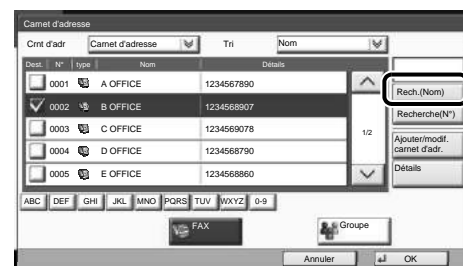 Carnet d'adresse
Crnt d'adr Carnet d'adresse Tri Nom
Dest. N° type Nom Détails
0001 A OFFICE 1234567890
0002 B OFFICE 1234568907
0003 C OFFICE 1234569078
0004 D OFFICE 1234568790
0005 E OFFICE 1234568860
1/2
Rech.(Nom)
Recherche(N°)
Ajouter/modif.
carnet d'adr.
Détails
ABC DEF GHI JKL MNO PQRS TUV WXYZ 0-9
FAX Groupe
Annuler OK